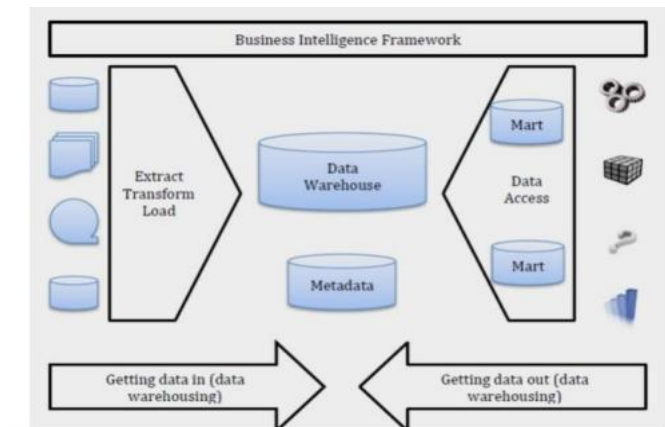 Business Intelligence Framework
Extract
Transform
Load
Data
Warehouse
Metadata
Mart
Data
Access
Mart
Getting data in (data
warehousing)
Getting data out (data
warehousing)